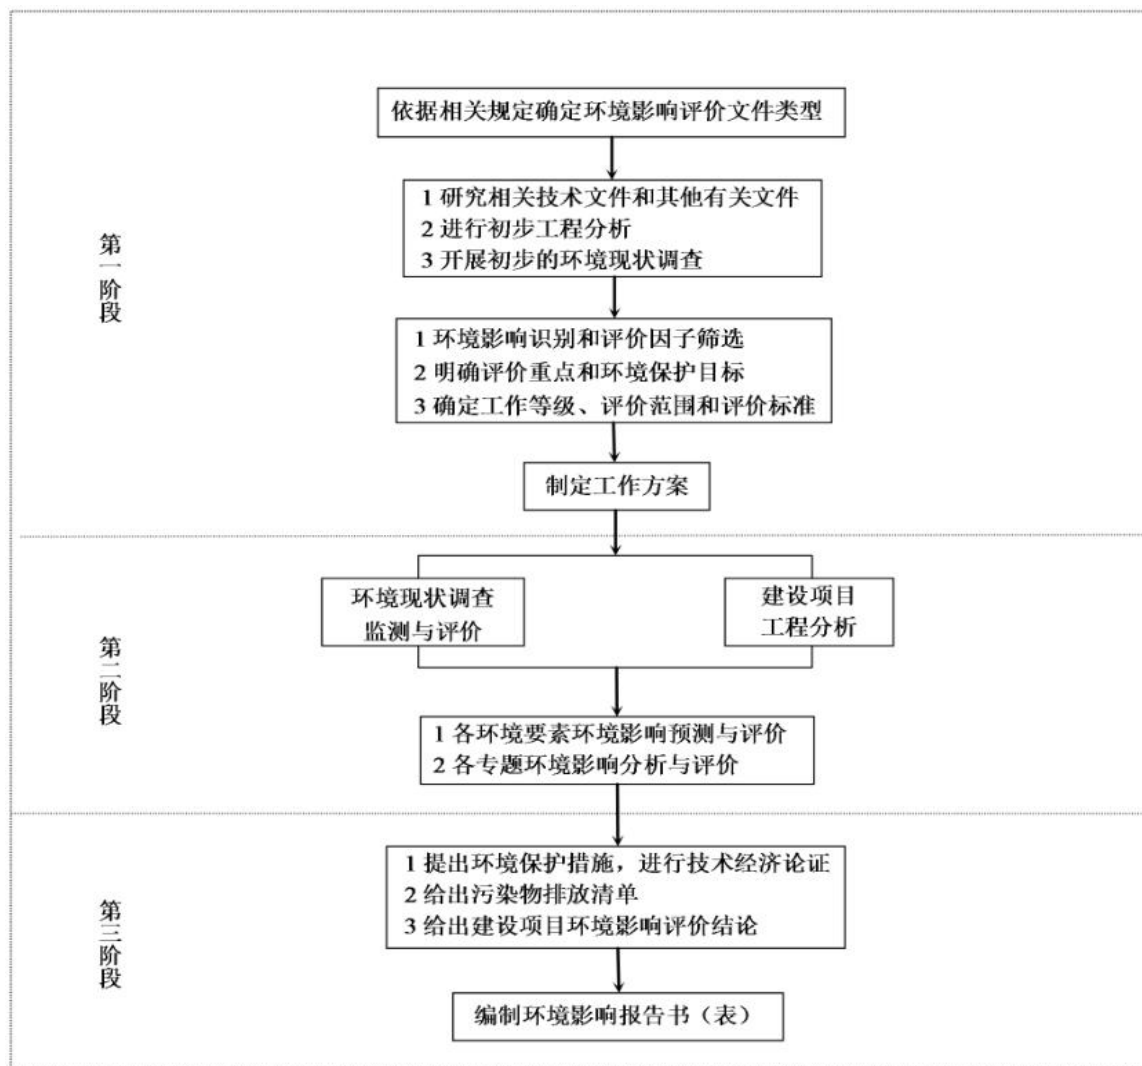 依据相关规定确定环境影响评价文件类型
1 研究相关技术文件和其他有关文件
2 进行初步工程分析
3 开展初步的环境现状调查
第一阶段
1 环境影响识别和评价因子筛选
2 明确评价重点和环境保护目标
3 确定工作等级、评价范围和评价标准
制定工作方案
第二阶段
环境现状调查
监测与评价
建设项目
工程分析
1 各环境要素环境影响预测与评价
2 各专题环境影响分析与评价
第三阶段
1 提出环境保护措施，进行技术经济论证
2 给出污染物排放清单
3 给出建设项目环境影响评价结论
编制环境影响报告书（表）